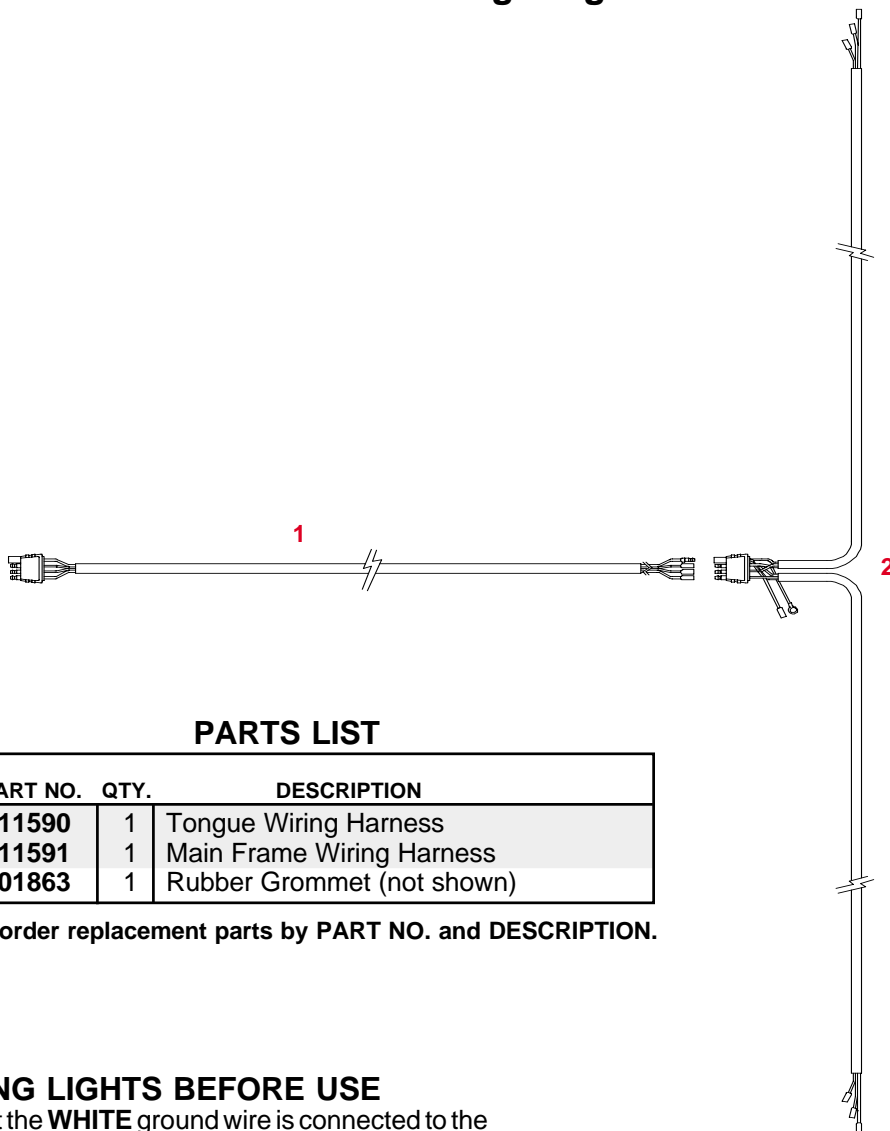 1
2
PARTS LIST
ART NO. QTY. DESCRIPTION
11590 1 Tongue Wiring Harness
11591 1 Main Frame Wiring Harness
01863 1 Rubber Grommet (not shown)
order replacement parts by PART NO. and DESCRIPTION.
NG LIGHTS BEFORE USE
t the WHITE ground wire is connected to the